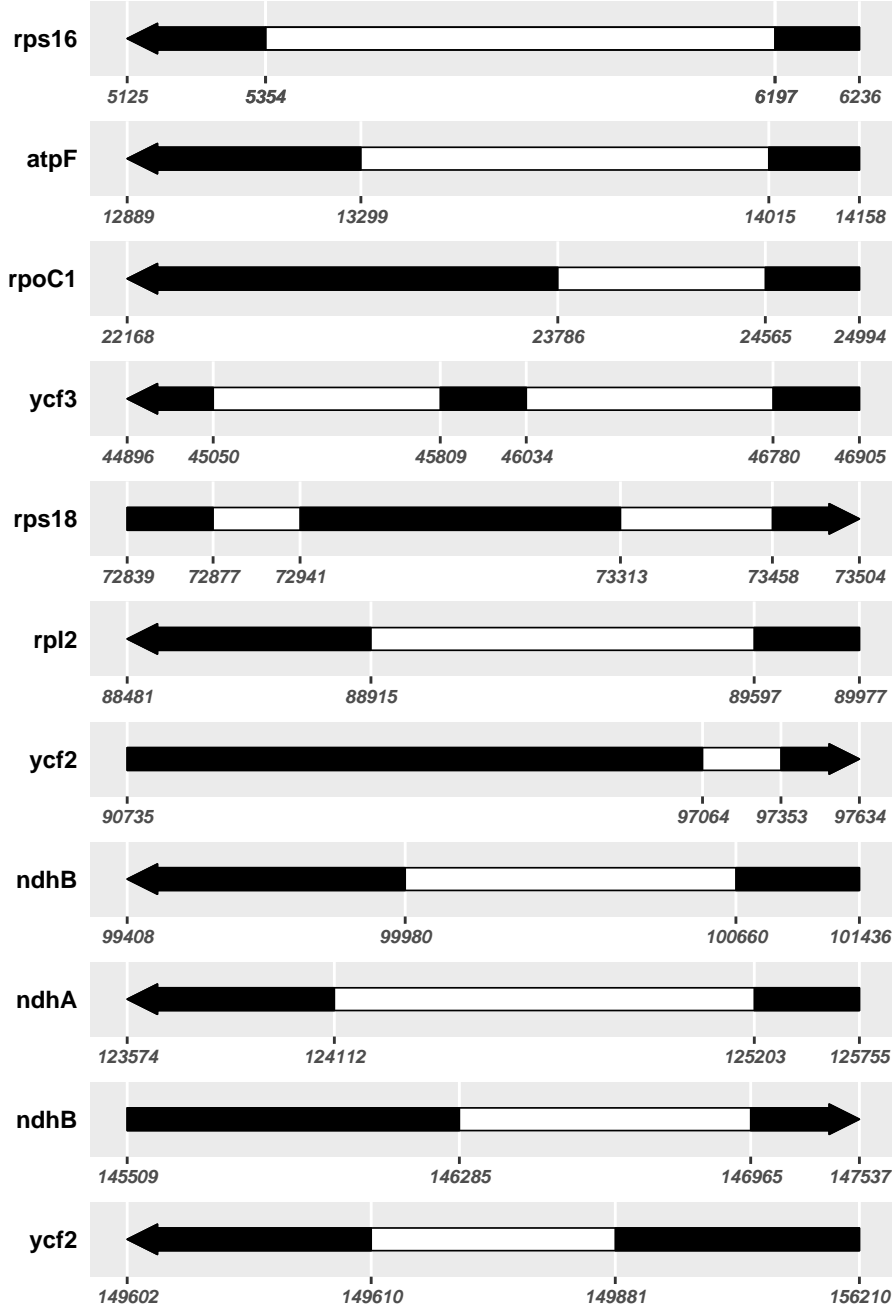 rps16
5125 5354 6197 6236
atpF
12889 13299 14015 14158
rpoC1
22168 23786 24565 24994
ycf3
44896 45050 45809 46034 46780 46905
rps18
72839 72877 72941 73313 73458 73504
rpl2
88481 88915 89597 89977
ycf2
90735 97064 97353 97634
ndhB
99408 99980 100660 101436
ndhA
123574 124112 125203 125755
ndhB
145509 146285 146965 147537
ycf2
149602 149610 149881 156210